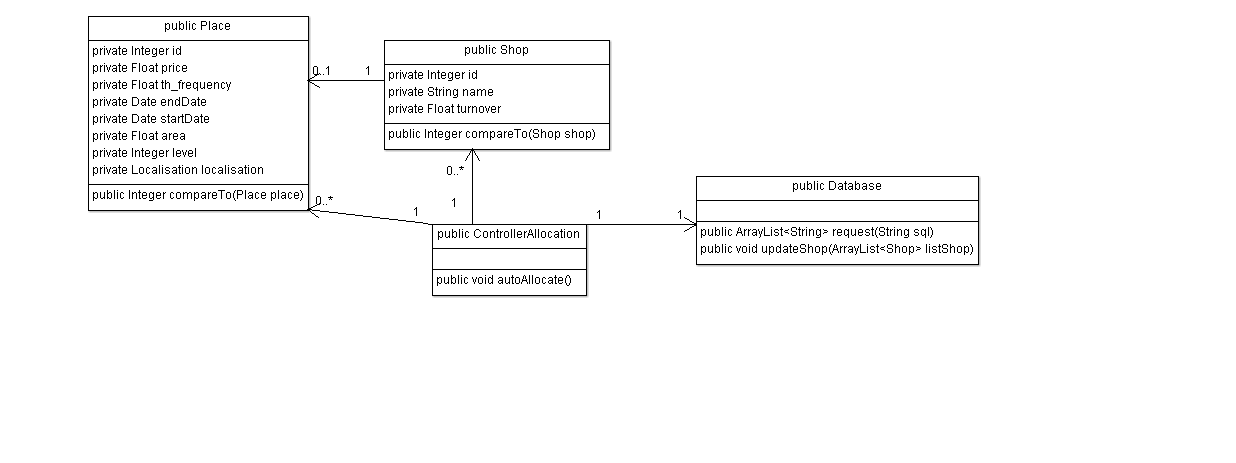 public Place
private Integer id
private Float price
private Float th_frequency
private Date endDate
private Date startDate
private Float area
private Integer level
private Localisation localisation
public Integer compareTo(Place place)
0..1
1
public Shop
private Integer id
private String name
private Float turnover
public Integer compareTo(Shop shop)
0..*
1
0..*
1
public ControllerAllocation
public void autoAllocate()
1
1.
public Database
public ArrayList<String> request(String sql)
public void updateShop(ArrayList<Shop> listShop)